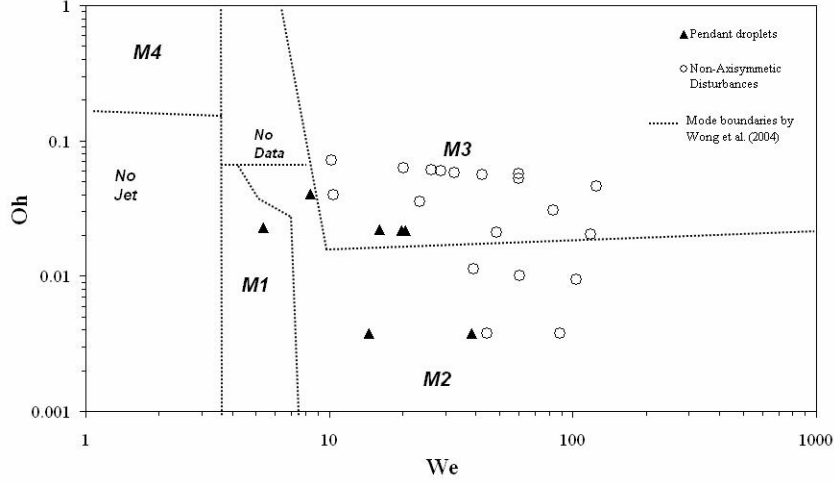 1
M4
Pendant droplets
Non-Axisymmetic
Disturbances
Mode boundaries by
Wong et al. (2004)
0.1
No
Data
M3
No
Jet
Oh
0.01
M1
M2
0.001
1
10
100
1000
We